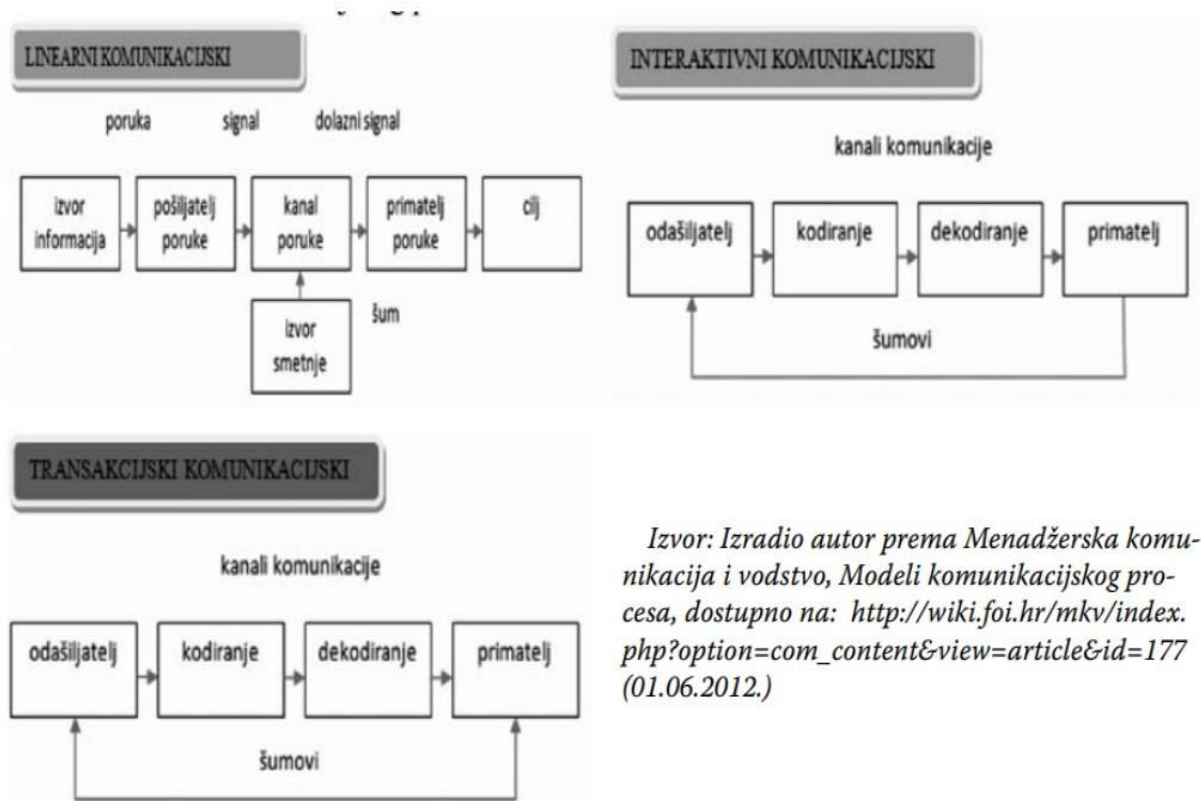 LINEARNI KOMUNIKACIJSKI
poruka signal dolazni signal
izvor
informacija
pošiljatelj
poruke
kanal
poruke
primatelj
poruke
cilj
izvor
smetnje
šum
INTERAKTIVNI KOMUNIKACIJSKI
kanali komunikacije
odašiljatelj
kodiranje
dekodiranje
primatelj
šumovi
TRANSAKCIJSKI KOMUNIKACIJSKI
kanali komunikacije
odašiljatelj
kodiranje
dekodiranje
primatelj
šumovi
Izvor: Izradio autor prema Menadžerska komu-
nikacija i vodstvo, Modeli komunikacijskog pro-
cesa, dostupno na: http://wiki.foi.hr/mkv/index.
php?option=com_content&view=article&id=177
(01.06.2012.)